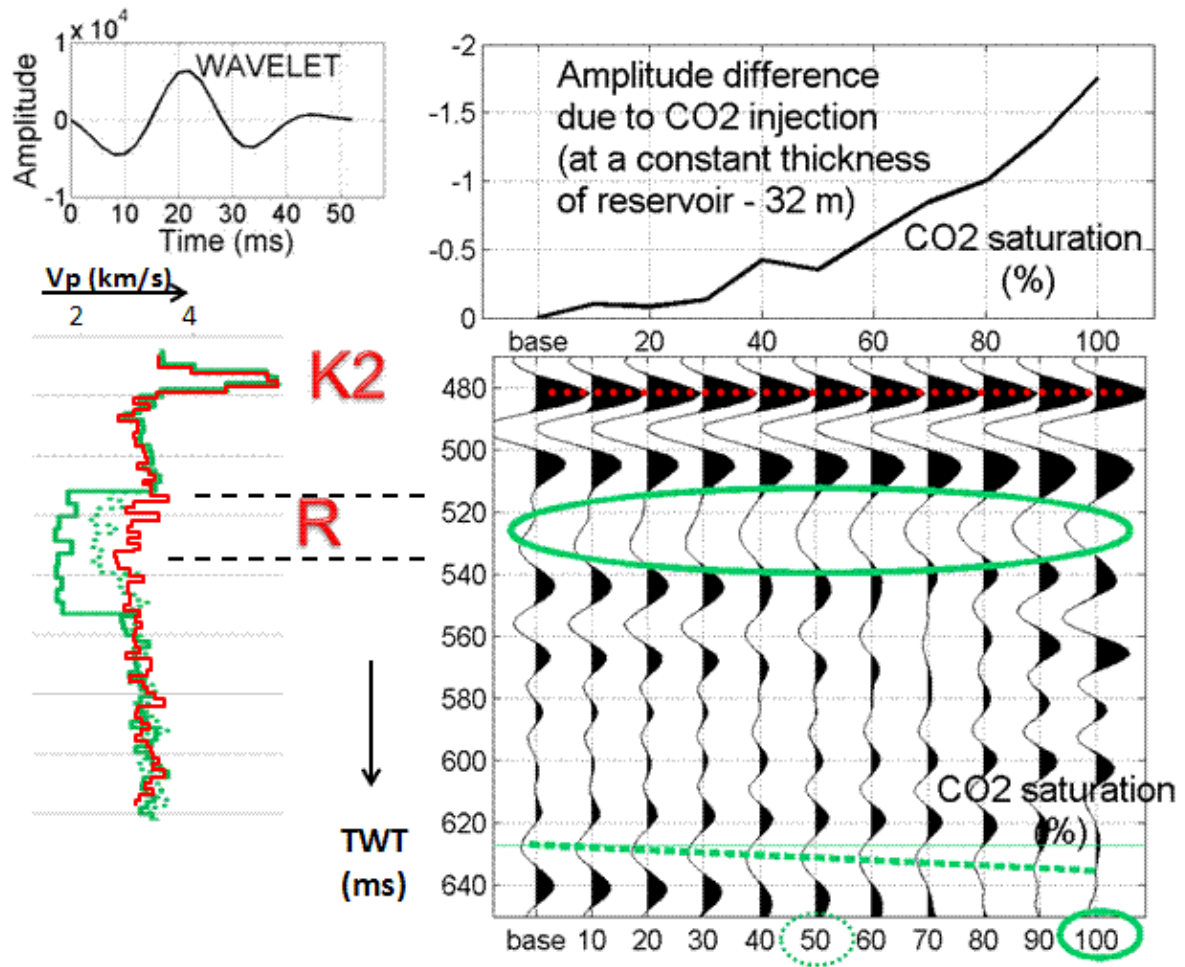 1× 10⁴
WAVELET
Amplitude
0
-1
0 10 20 30 40 50
Time (ms)
-2
-1.5
-1
-0.5
0
Amplitude difference
due to CO2 injection
(at a constant thickness
of reservoir - 32 m)
CO2 saturation
(%)
base 20 40 60 80 100
Vp (km/s)
2 4
K2
R
TWT
(ms)
480
500
520
540
560
580
600
620
640
CO2 saturation
(%)
base 10 20 30 40 50 60 70 80 90 100